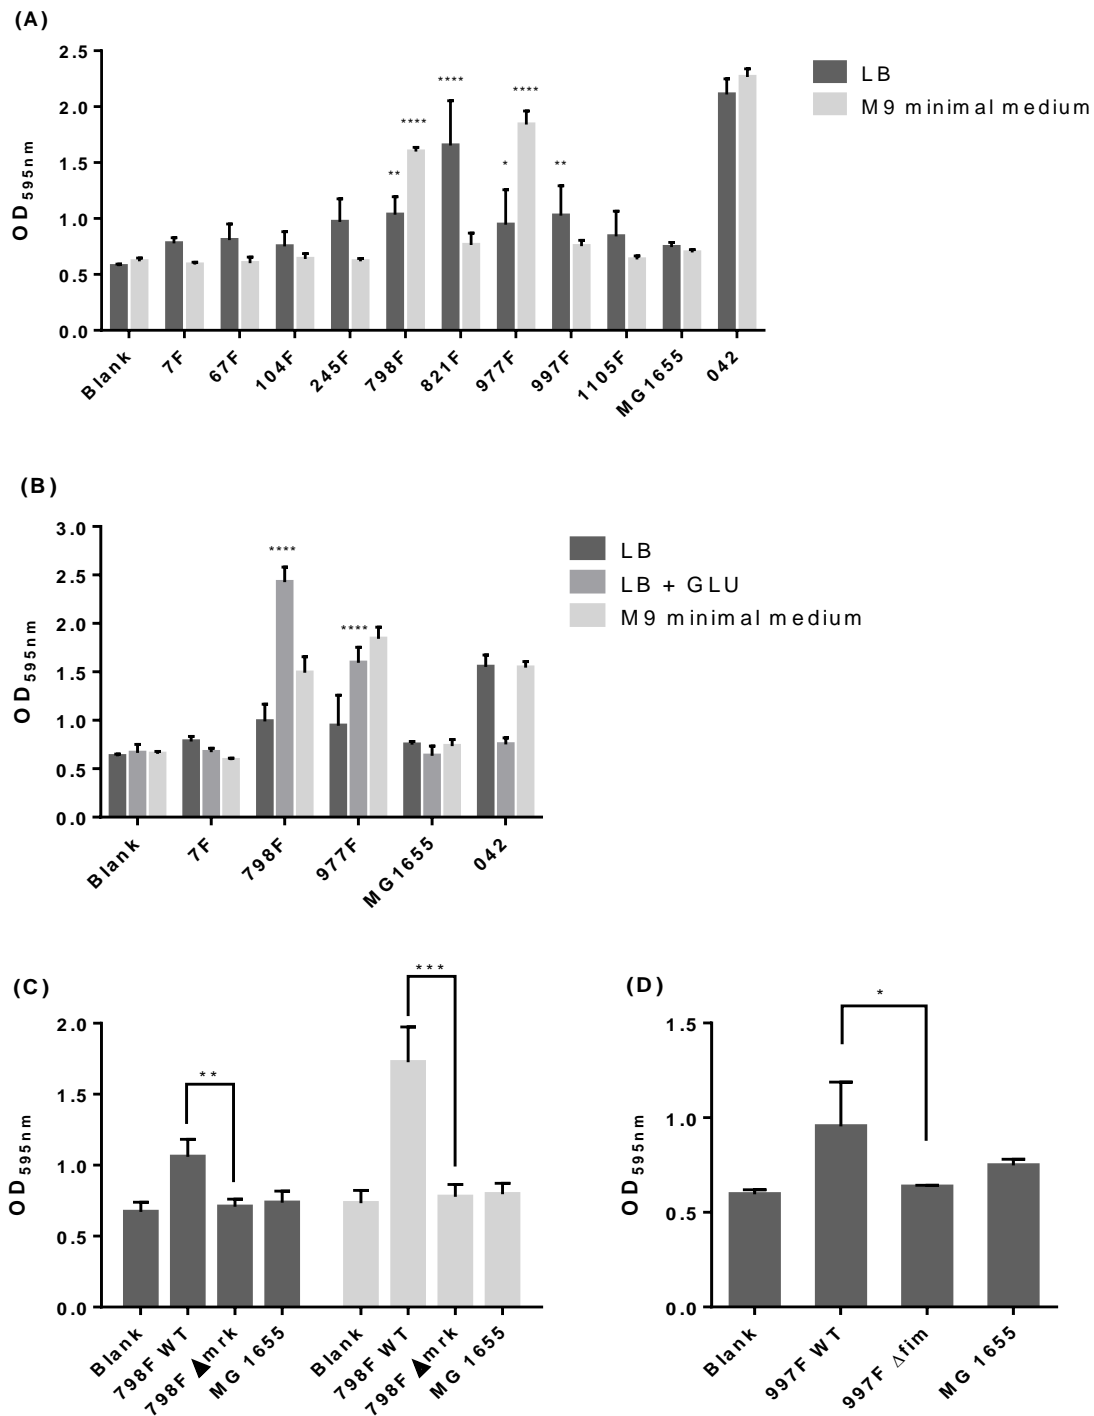 (A)
2.5
2.0
1.5
1.0
0.5
0.0
OD595nm
** **** **** * **** **
Blank 7F 67F 104F 245F 798F 821F 977F 997F 1105F MG1655 042
LB
M9 minimal medium
(B)
3.0
2.5
2.0
1.5
1.0
0.5
0.0
OD595nm
**** ****
Blank 7F 798F 977F MG1655 042
LB
LB + GLU
M9 minimal medium
(C)
2.0
1.5
1.0
0.5
0.0
OD595nm
** ***
Blank 798F WT 798F ▲mrk MG 1655 Blank 798F WT 798F ▲mrk MG 1655
(D)
1.5
1.0
0.5
0.0
OD595nm
*
Blank 997F WT 997F Δfim MG 1655